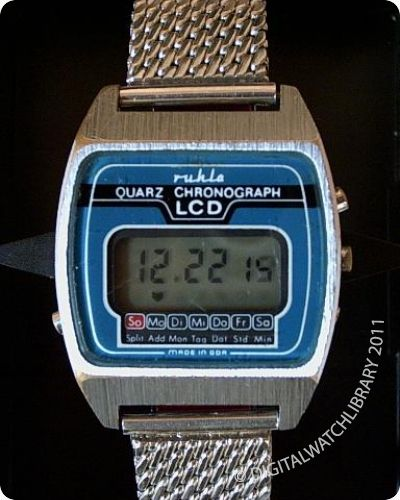 ruhla
QUARZ CHRONOGRAPH
LCD
12.22 15
So Mo Di Mi Do Fr Sa
Split Add Mon Tag Dat Std Min
MADE IN GDR
© DIGITALWATCHLIBRARY 2011